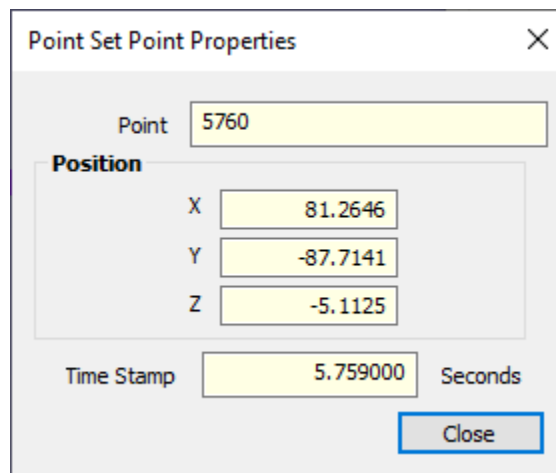 Point Set Point Properties
Point 5760
Position
X 81.2646
Y -87.7141
Z -5.1125
Time Stamp 5.759000 Seconds
Close